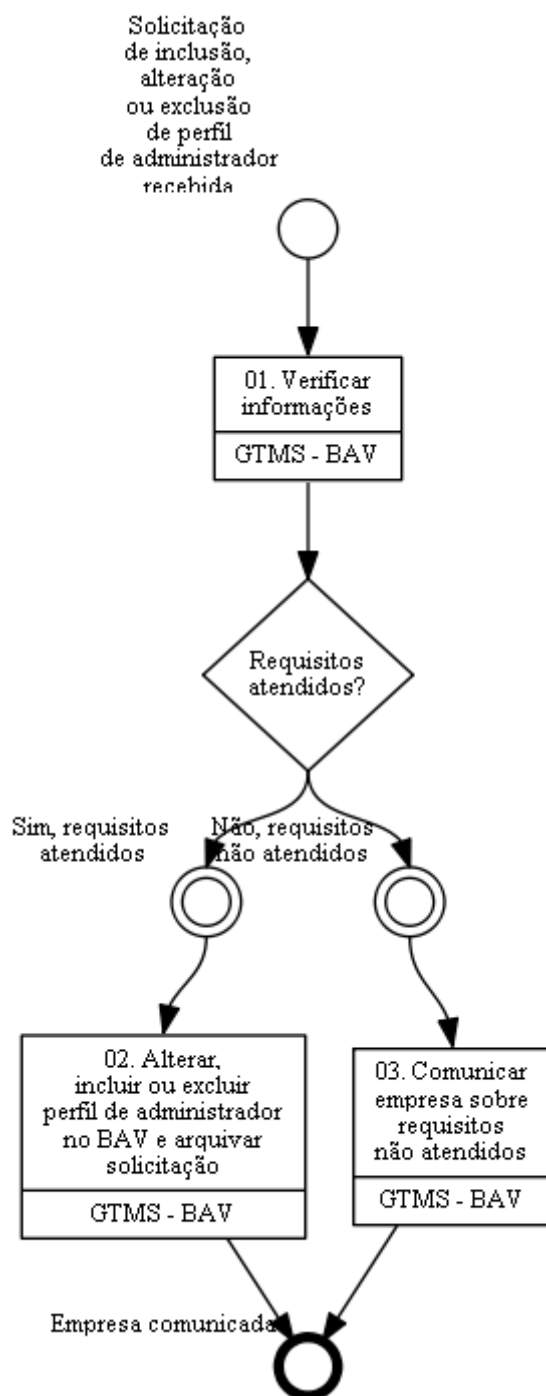 Solicitação
de inclusão,
alteração
ou exclusão
de perfil
de administrador
recebida
01. Verificar
informações
GTMS - BAV
Requisitos
atendidos?
Sim, requisitos
atendidos
Não, requisitos
não atendidos
02. Alterar,
incluir ou excluir
perfil de administrador
no BAV e arquivar
solicitação
GTMS - BAV
03. Comunicar
empresa sobre
requisitos
não atendidos
GTMS - BAV
Empresa comunicada